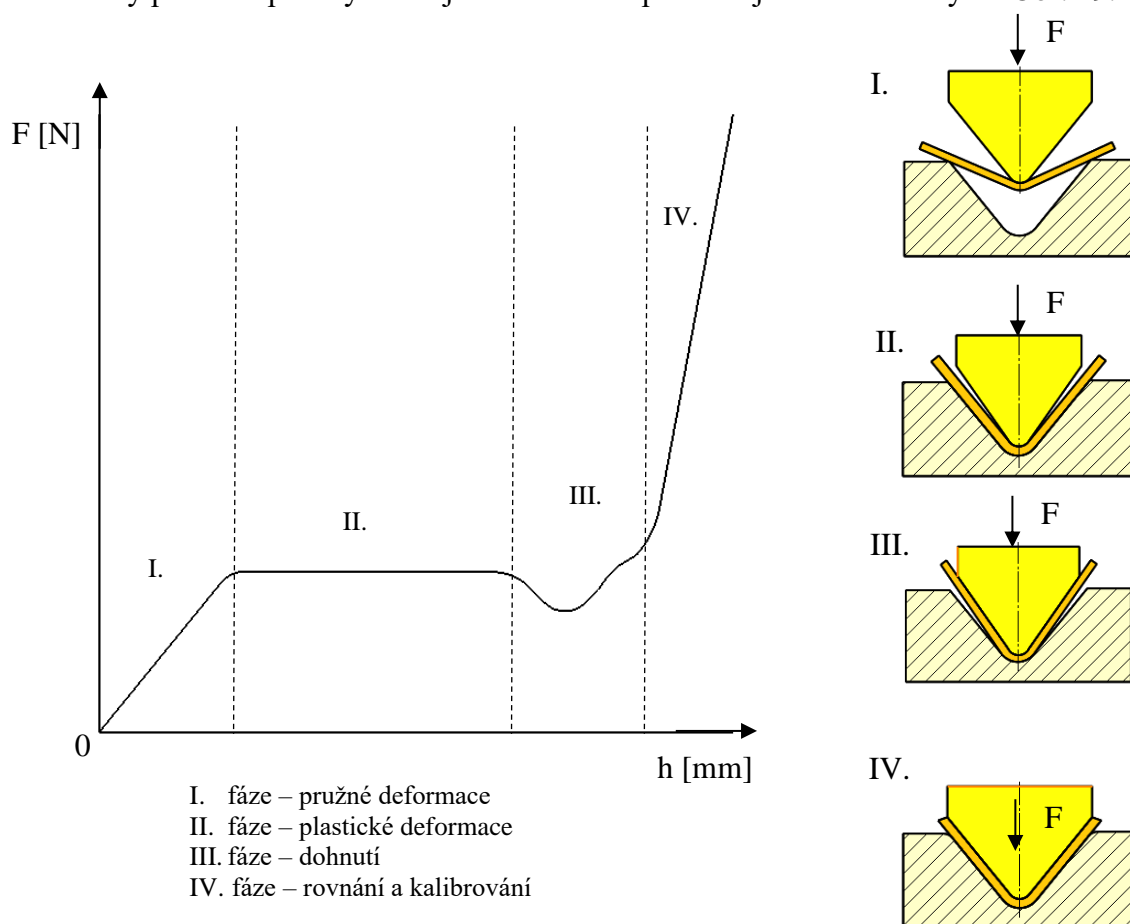 F [N]
I.
II.
III.
IV.
0
h [mm]
I. fáze – pružné deformace
II. fáze – plastické deformace
III. fáze – dohnutí
IV. fáze – rovnání a kalibrování
I.
F
II.
F
III.
F
IV.
F